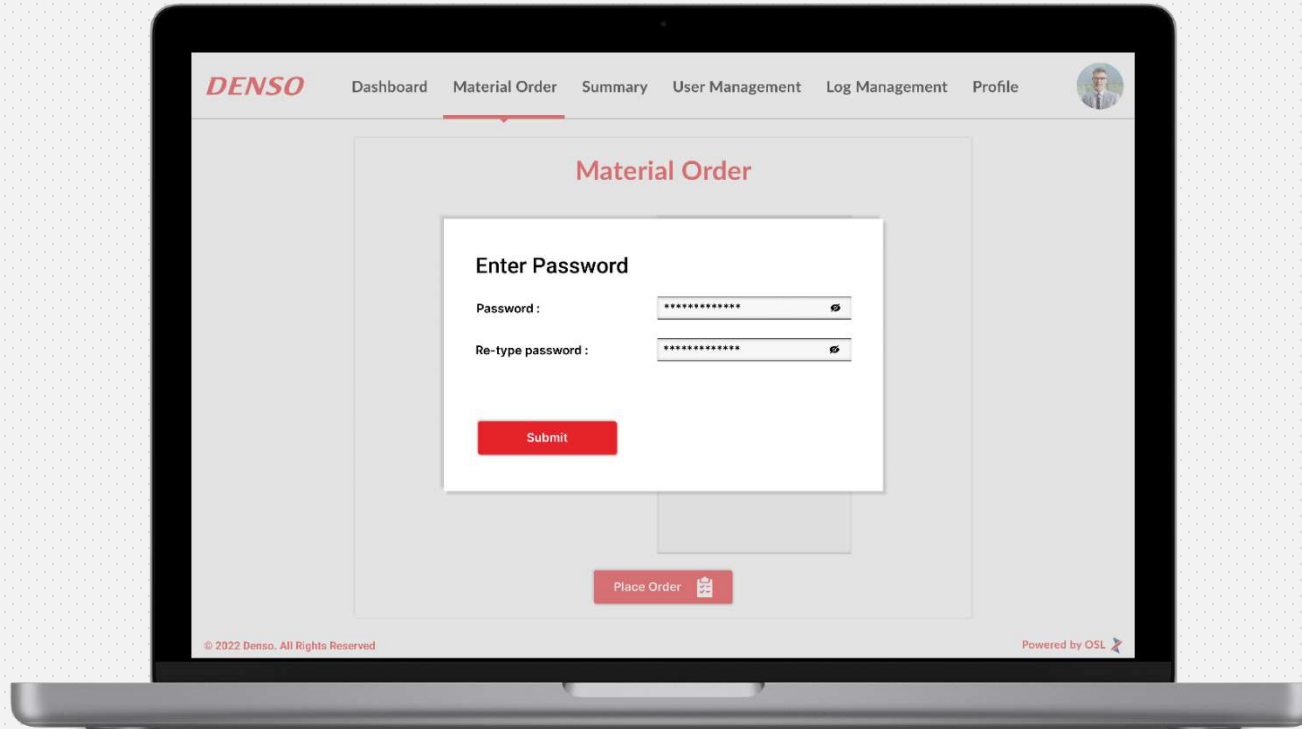 DENSO Dashboard Material Order Summary User Management Log Management Profile
Material Order
Enter Password
Password : *************
Re-type password : *************
Submit
Place Order
© 2022 Denso. All Rights Reserved Powered by OSL